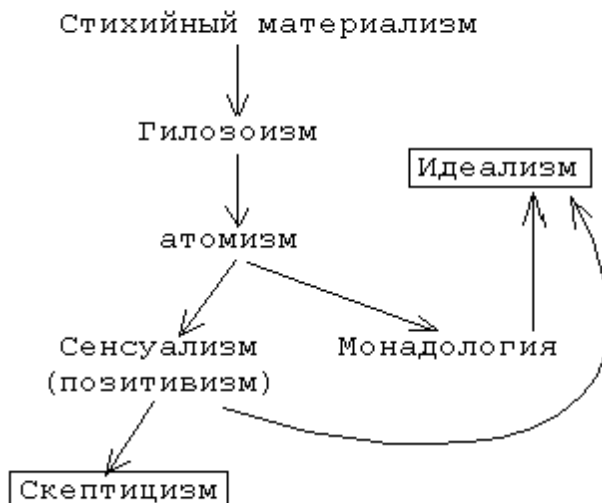 Стихийный материализм
Гилозоизм
Идеализм
атомизм
Сенсуализм
(позитивизм)
Монадология
Скептицизм